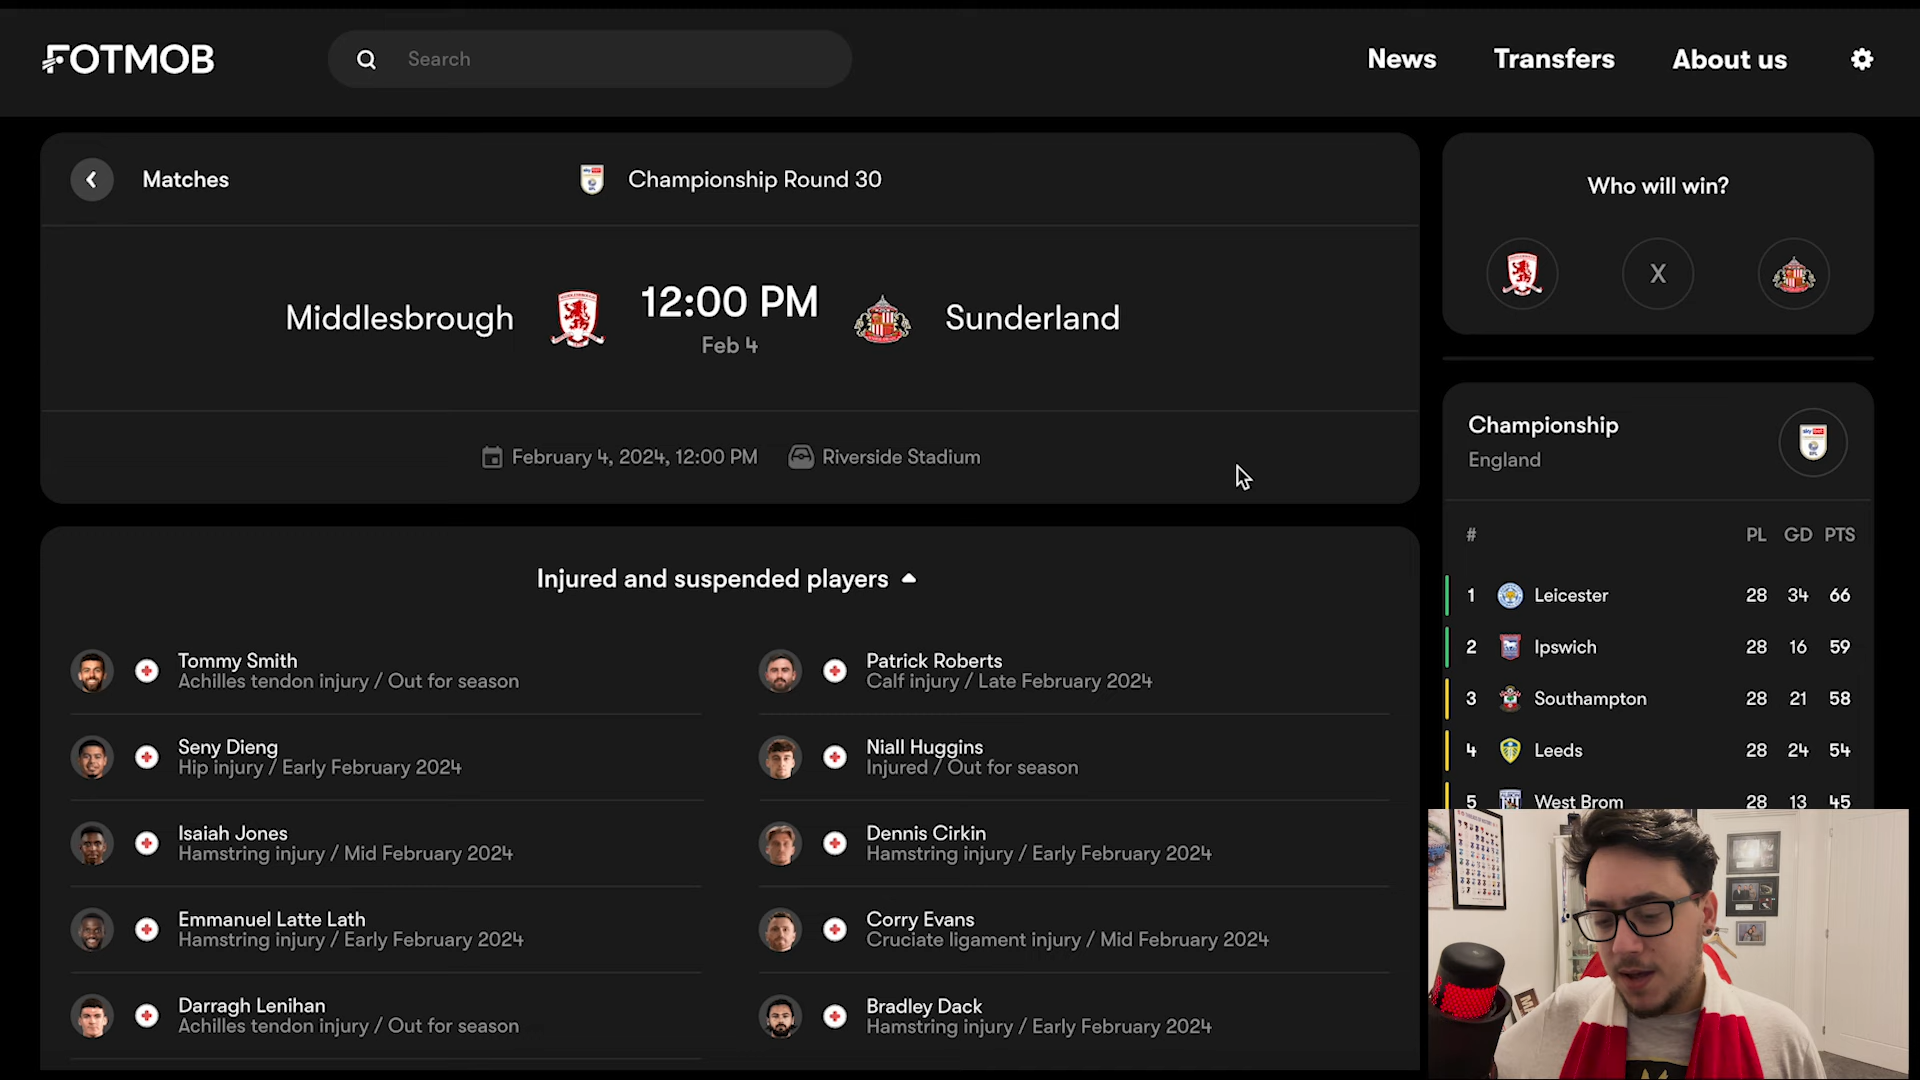 FOTMOB
Search
News
Transfers
About us
Matches
Championship Round 30
Who will win?
X
Middlesbrough
12:00 PM
Feb 4
Sunderland
February 4, 2024, 12:00 PM
Riverside Stadium
Championship
England
# PL GD PTS
1 Leicester 28 34 66
2 Ipswich 28 16 59
3 Southampton 28 21 58
4 Leeds 28 24 54
5 West Brom 28 13 45
Injured and suspended players
Tommy Smith
Achilles tendon injury / Out for season
Seny Dieng
Hip injury / Early February 2024
Isaiah Jones
Hamstring injury / Mid February 2024
Emmanuel Latte Lath
Hamstring injury / Early February 2024
Darragh Lenihan
Achilles tendon injury / Out for season
Patrick Roberts
Calf injury / Late February 2024
Niall Huggins
Injured / Out for season
Dennis Cirkin
Hamstring injury / Early February 2024
Corry Evans
Cruciate ligament injury / Mid February 2024
Bradley Dack
Hamstring injury / Early February 2024